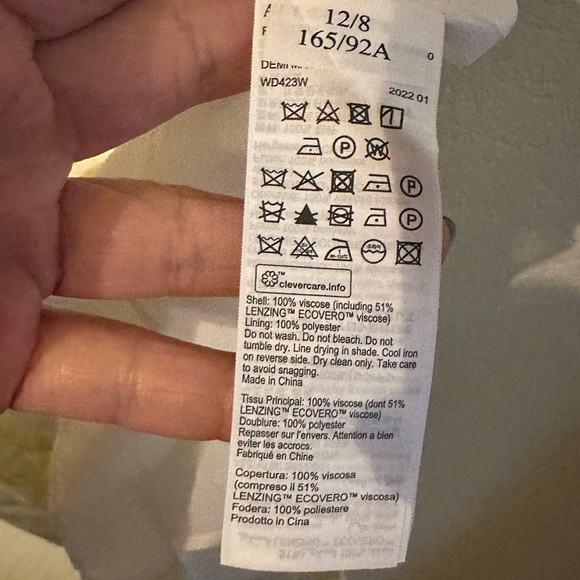 12/8
165/92A
WD423W
2022 01
clevercare.info
Shell: 100% viscose (including 51%
LENZING™ ECOVERO™ viscose)
Lining: 100% polyester
Do not wash. Do not bleach. Do not
tumble dry. Line drying in shade. Cool iron
on reverse side. Dry clean only. Take care
to avoid snagging.
Made in China
Tissu Principal: 100% viscose (dont 51%
LENZING™ ECOVERO™ viscose)
Doublure: 100% polyester
Repasser sur l'envers. Attention a bien
eviter les accrocs.
Fabriqué en Chine
Copertura: 100% viscosa
(compreso il 51%
LENZING™ ECOVERO™ viscosa)
Fodera: 100% poliestere
Prodotto in Cina